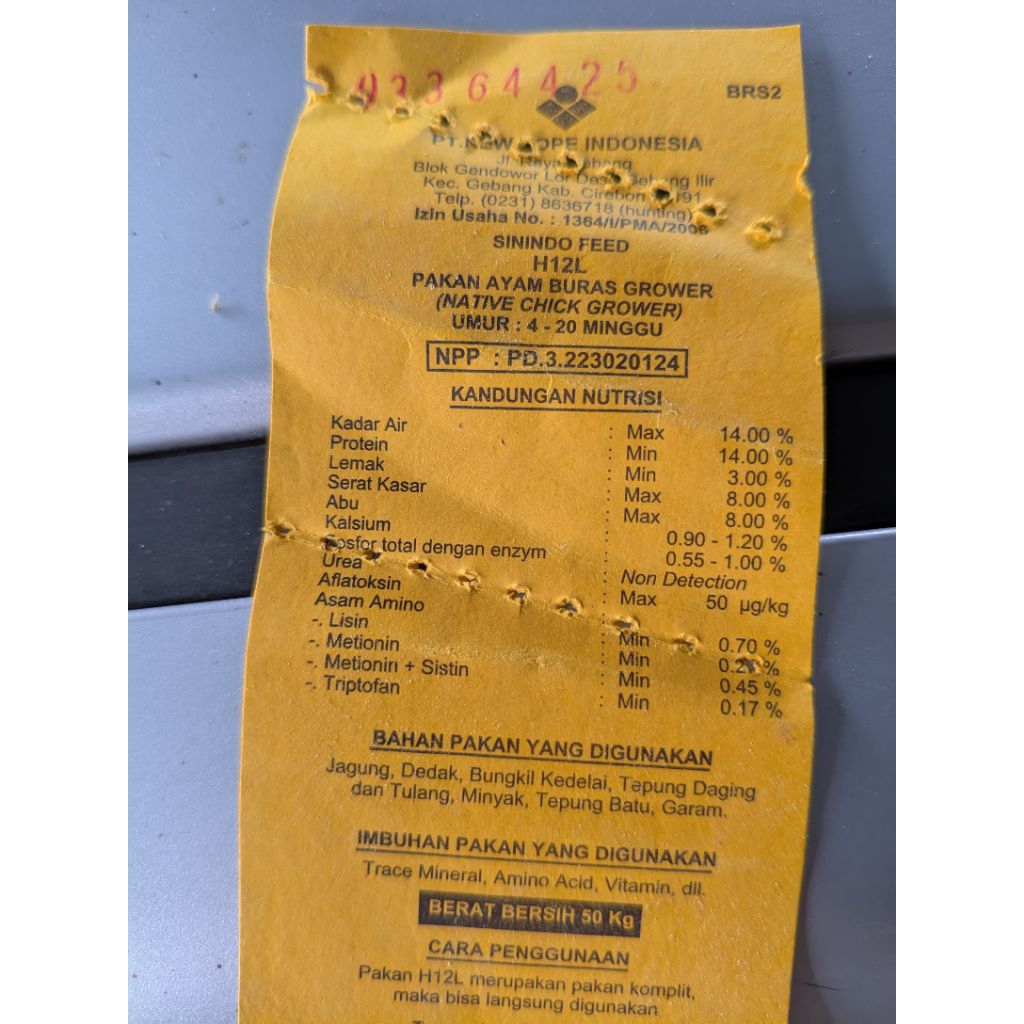 93364425
BRS2
PT.NEW HOPE INDONESIA
Jl. Raya Gebang
Blok Gendowor Lor Desa Gebang Ilir
Kec. Gebang Kab. Cirebon
Telp. (0231) 8636718 (hunting)
Izin Usaha No. : 1364/I/PMA/2006
SININDO FEED
H12L
PAKAN AYAM BURAS GROWER
(NATIVE CHICK GROWER)
UMUR : 4 - 20 MINGGU
NPP : PD.3.223020124
KANDUNGAN NUTRISI
Kadar Air : Max 14.00 %
Protein : Min 14.00 %
Lemak : Min 3.00 %
Serat Kasar : Max 8.00 %
Abu : Max 8.00 %
Kalsium : 0.90 - 1.20 %
Fosfor total dengan enzym : 0.55 - 1.00 %
Urea : Non Detection
Aflatoksin : Max 50 µg/kg
Asam Amino
-. Lisin : Min 0.70 %
-. Metionin : Min %
-. Metionin + Sistin : Min 0.45 %
-. Triptofan : Min 0.17 %
BAHAN PAKAN YANG DIGUNAKAN
Jagung, Dedak, Bungkil Kedelai, Tepung Daging
dan Tulang, Minyak, Tepung Batu, Garam.
IMBUHAN PAKAN YANG DIGUNAKAN
Trace Mineral, Amino Acid, Vitamin, dll.
BERAT BERSIH 50 Kg
CARA PENGGUNAAN
Pakan H12L merupakan pakan komplit,
maka bisa langsung digunakan